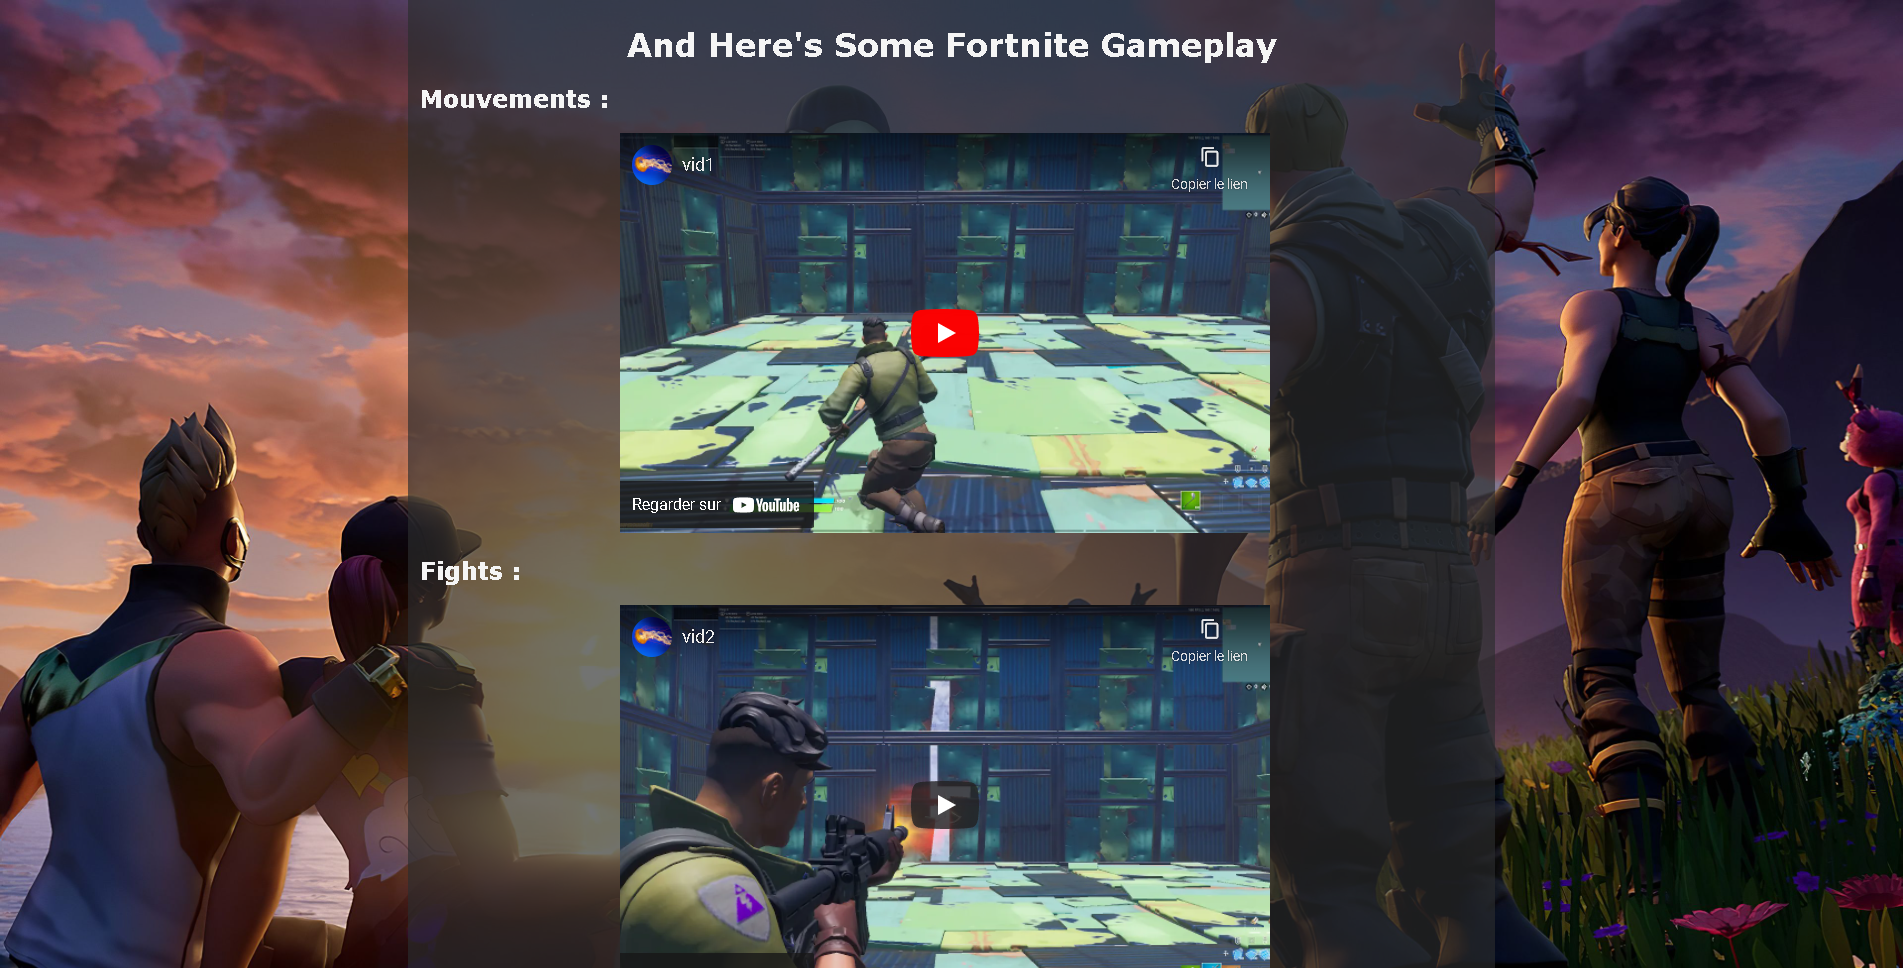 And Here's Some Fortnite Gameplay
Mouvements :
vid1
Copier le lien
Regarder sur YouTube
Fights :
vid2
Copier le lien